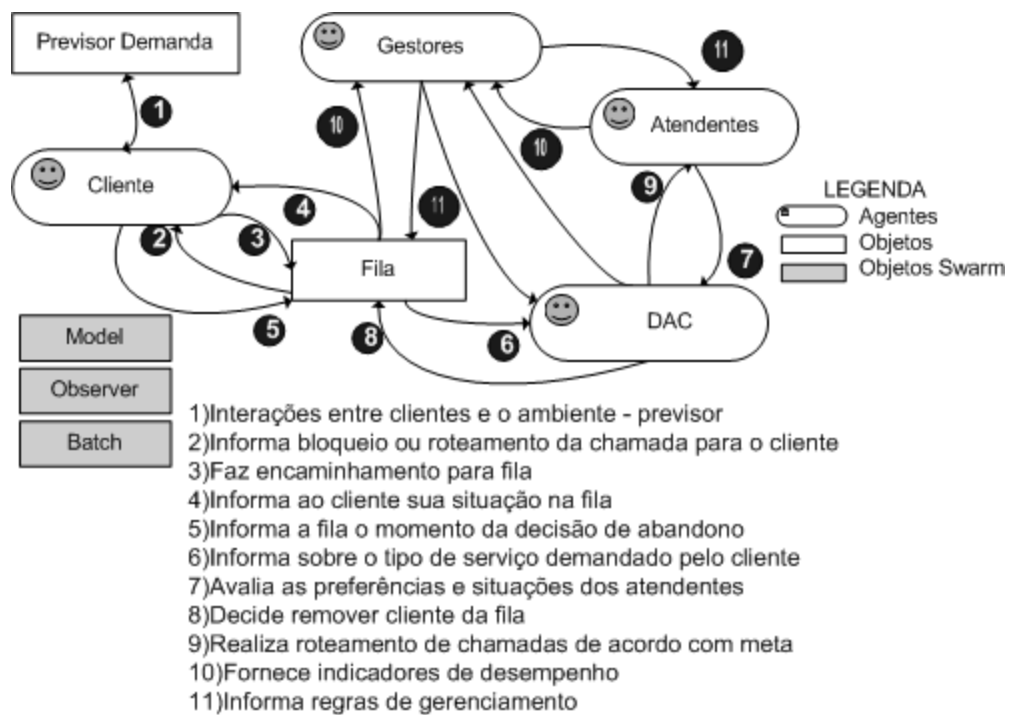 Previsor Demanda
Gestores
11
1
10
10
Atendentes
Cliente
9
LEGENDA
Agentes
4
11
2
3
Objetos
7
Fila
Objetos Swarm
DAC
5
8
6
Model
Observer
Batch
1)Interações entre clientes e o ambiente - previsor
2)Informa bloqueio ou roteamento da chamada para o cliente
3)Faz encaminhamento para fila
4)Informa ao cliente sua situação na fila
5)Informa a fila o momento da decisão de abandono
6)Informa sobre o tipo de serviço demandado pelo cliente
7)Avalia as preferências e situações dos atendentes
8)Decide remover cliente da fila
9)Realiza roteamento de chamadas de acordo com meta
10)Fornece indicadores de desempenho
11)Informa regras de gerenciamento